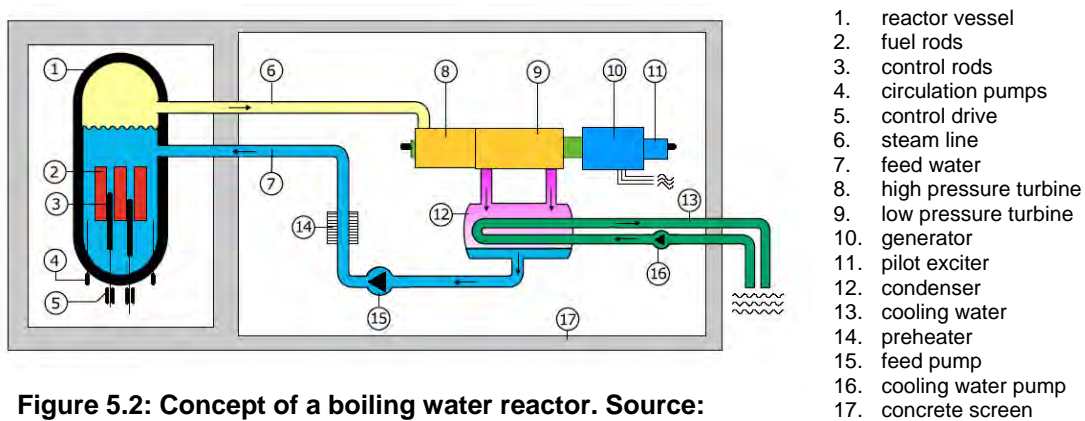 1
6
8
9
10
11
2
7
3
12
13
14
4
5
15
16
17
Figure 5.2: Concept of a boiling water reactor. Source:
1. reactor vessel
2. fuel rods
3. control rods
4. circulation pumps
5. control drive
6. steam line
7. feed water
8. high pressure turbine
9. low pressure turbine
10. generator
11. pilot exciter
12. condenser
13. cooling water
14. preheater
15. feed pump
16. cooling water pump
17. concrete screen